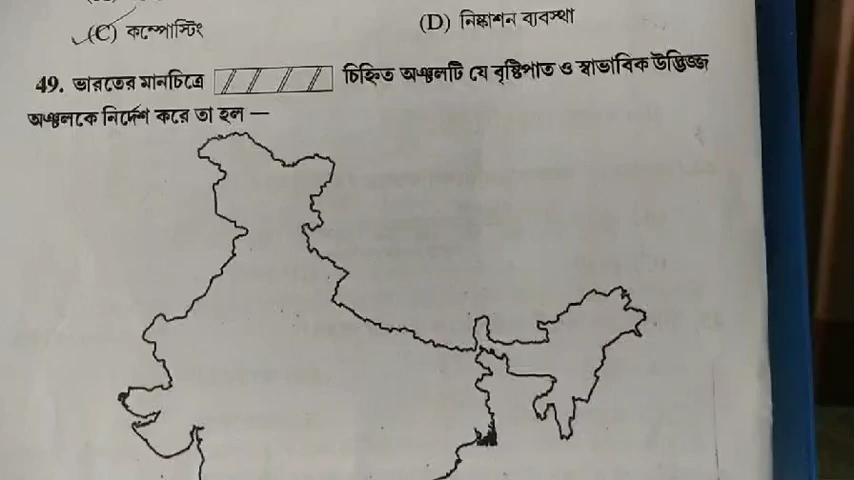 (C) কম্পোস্টিং
(D) নিষ্কাশন ব্যবস্থা
49. ভারতের মানচিত্রে চিহ্নিত অঞ্চলটি যে বৃষ্টিপাত ও স্বাভাবিক উদ্ভিজ্জ
অঞ্চলকে নির্দেশ করে তা হল —